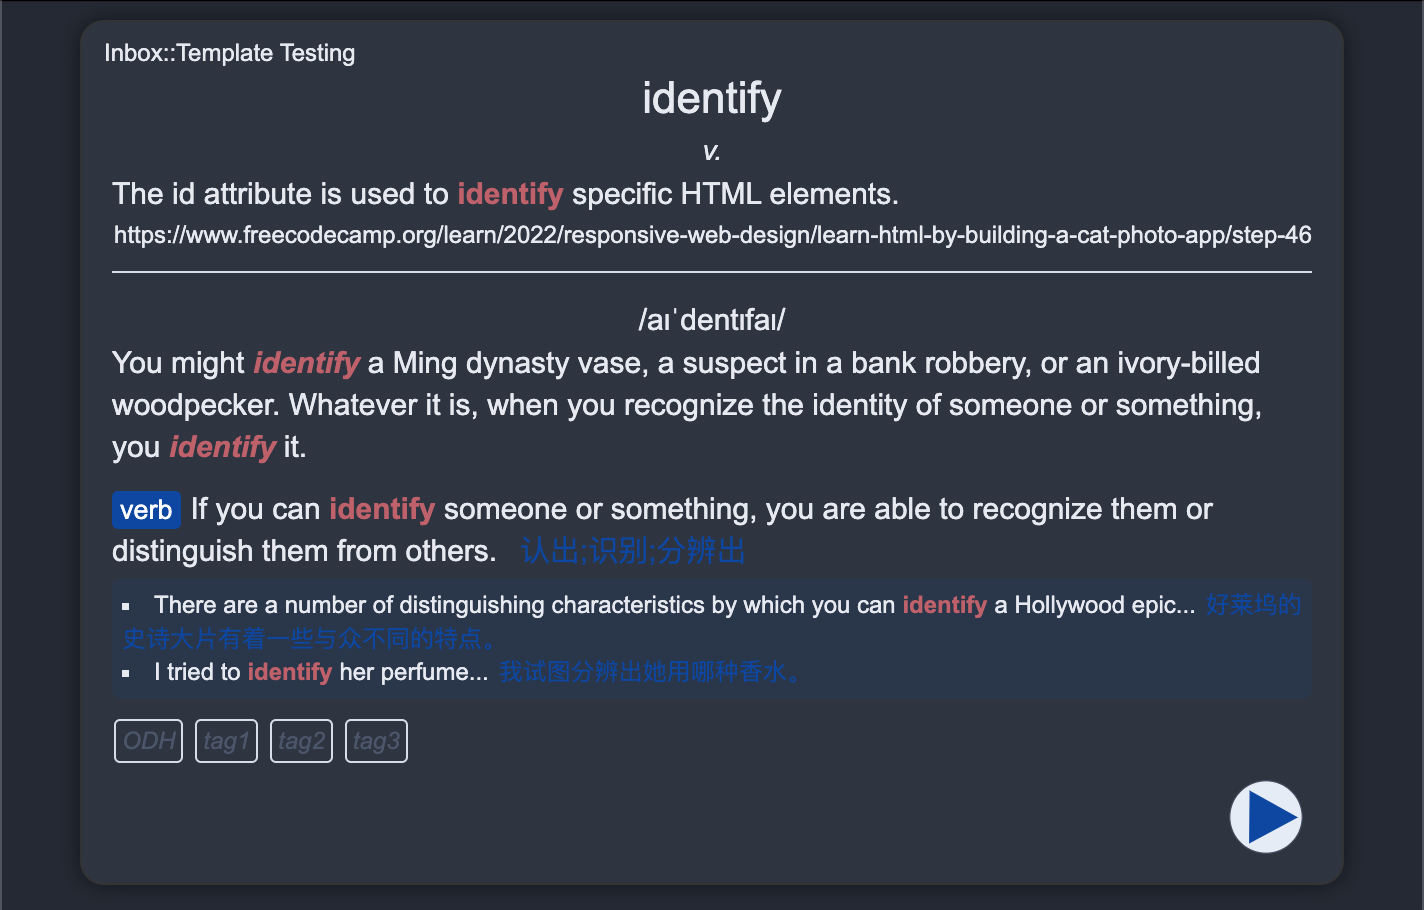 Inbox::Template Testing
identify
v.
The id attribute is used to identify specific HTML elements.
https://www.freecodecamp.org/learn/2022/responsive-web-design/learn-html-by-building-a-cat-photo-app/step-46
/aɪˈdentɪfaɪ/
You might identify a Ming dynasty vase, a suspect in a bank robbery, or an ivory-billed
woodpecker. Whatever it is, when you recognize the identity of someone or something,
you identify it.
verb If you can identify someone or something, you are able to recognize them or
distinguish them from others. 认出;识别;分辨出
▪ There are a number of distinguishing characteristics by which you can identify a Hollywood epic... 好莱坞的
史诗大片有着一些与众不同的特点。
▪ I tried to identify her perfume... 我试图分辨出她用哪种香水。
ODH tag1 tag2 tag3